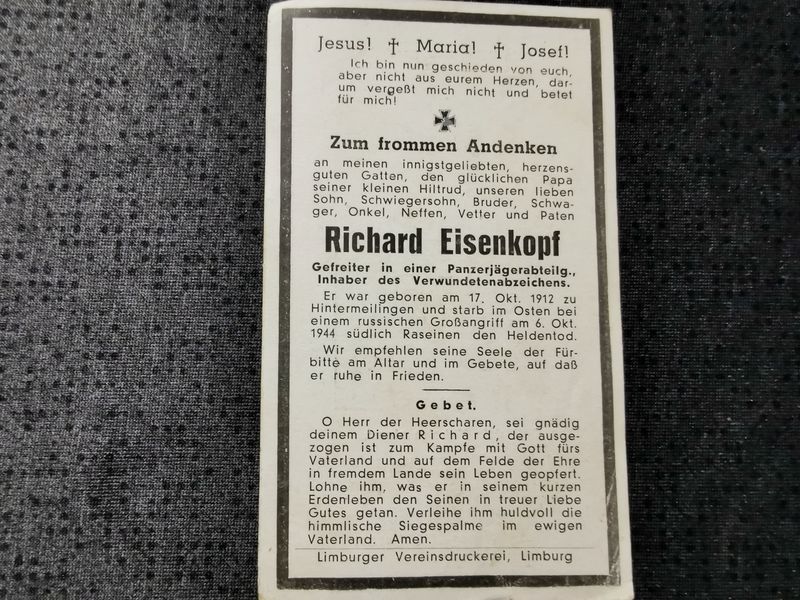 Jesus! † Maria! † Josef!
Ich bin nun geschieden von euch,
aber nicht aus eurem Herzen, dar-
um vergeßt mich nicht und betet
für mich!
Zum frommen Andenken
an meinen innigstgeliebten, herzens-
guten Gatten, den glücklichen Papa
seiner kleinen Hiltrud, unseren lieben
Sohn, Schwiegersohn, Bruder, Schwa-
ger, Onkel, Neffen, Vetter und Paten
Richard Eisenkopf
Gefreiter in einer Panzerjägerabteilg.,
Inhaber des Verwundetenabzeichens.
Er war geboren am 17. Okt. 1912 zu
Hintermeilingen und starb im Osten bei
einem russischen Großangriff am 6. Okt.
1944 südlich Raseinen den Heldentod.
Wir empfehlen seine Seele der Für-
bitte am Altar und im Gebete, auf daß
er ruhe in Frieden.
Gebet.
O Herr der Heerscharen, sei gnädig
deinem Diener Richard, der ausge-
zogen ist zum Kampfe mit Gott fürs
Vaterland und auf dem Felde der Ehre
in fremdem Lande sein Leben geopfert.
Lohne ihm, was er in seinem kurzen
Erdenleben den Seinen in treuer Liebe
Gutes getan. Verleihe ihm huldvoll die
himmlische Siegespalme im ewigen
Vaterland. Amen.
Limburger Vereinsdruckerei, Limburg